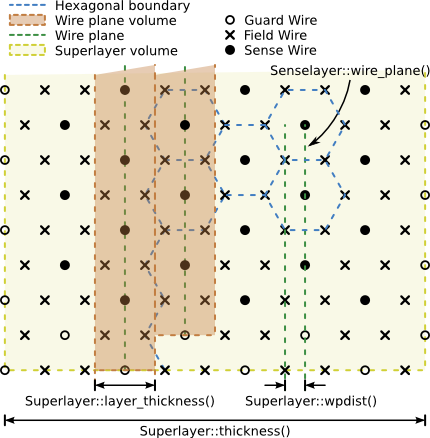 Hexagonal boundary
Wire plane volume
Wire plane
Superlayer volume
Guard Wire
Field Wire
Sense Wire
Senselayer::wire_plane()
Superlayer::layer_thickness()
Superlayer::wpdist()
Superlayer::thickness()